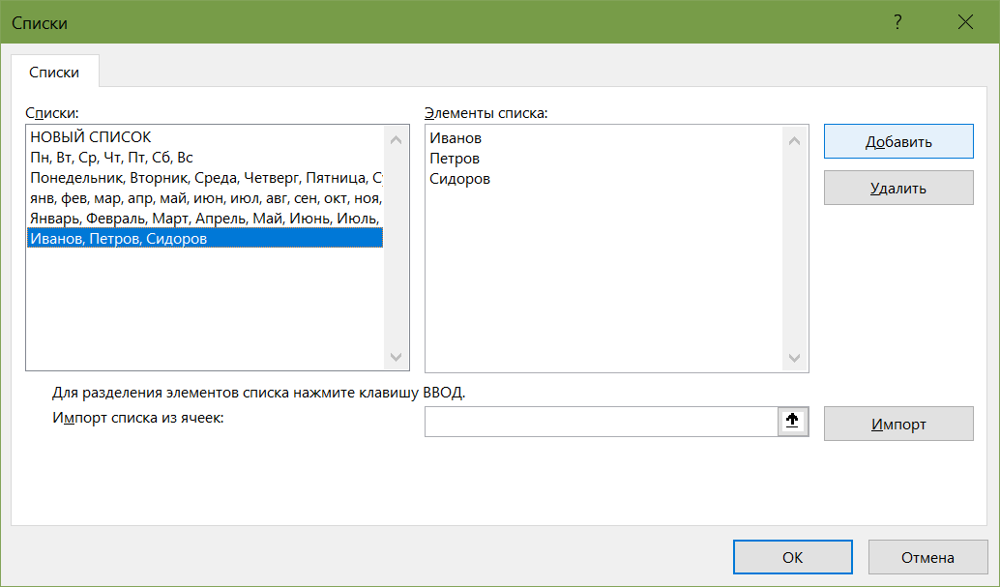 Списки
?
Списки
Списки:
НОВЫЙ СПИСОК
Пн, Вт, Ср, Чт, Пт, Сб, Вс
Понедельник, Вторник, Среда, Четверг, Пятница,
янв, фев, мар, апр, май, июн, июл, авг, сен, окт, ноя,
Январь, Февраль, Март, Апрель, Май, Июнь, Июль,
Иванов, Петров, Сидоров
Элементы списка:
Иванов
Петров
Сидоров
Добавить
Удалить
Для разделения элементов списка нажмите клавишу ВВОД.
Импорт списка из ячеек:
Импорт
ОК
Отмена